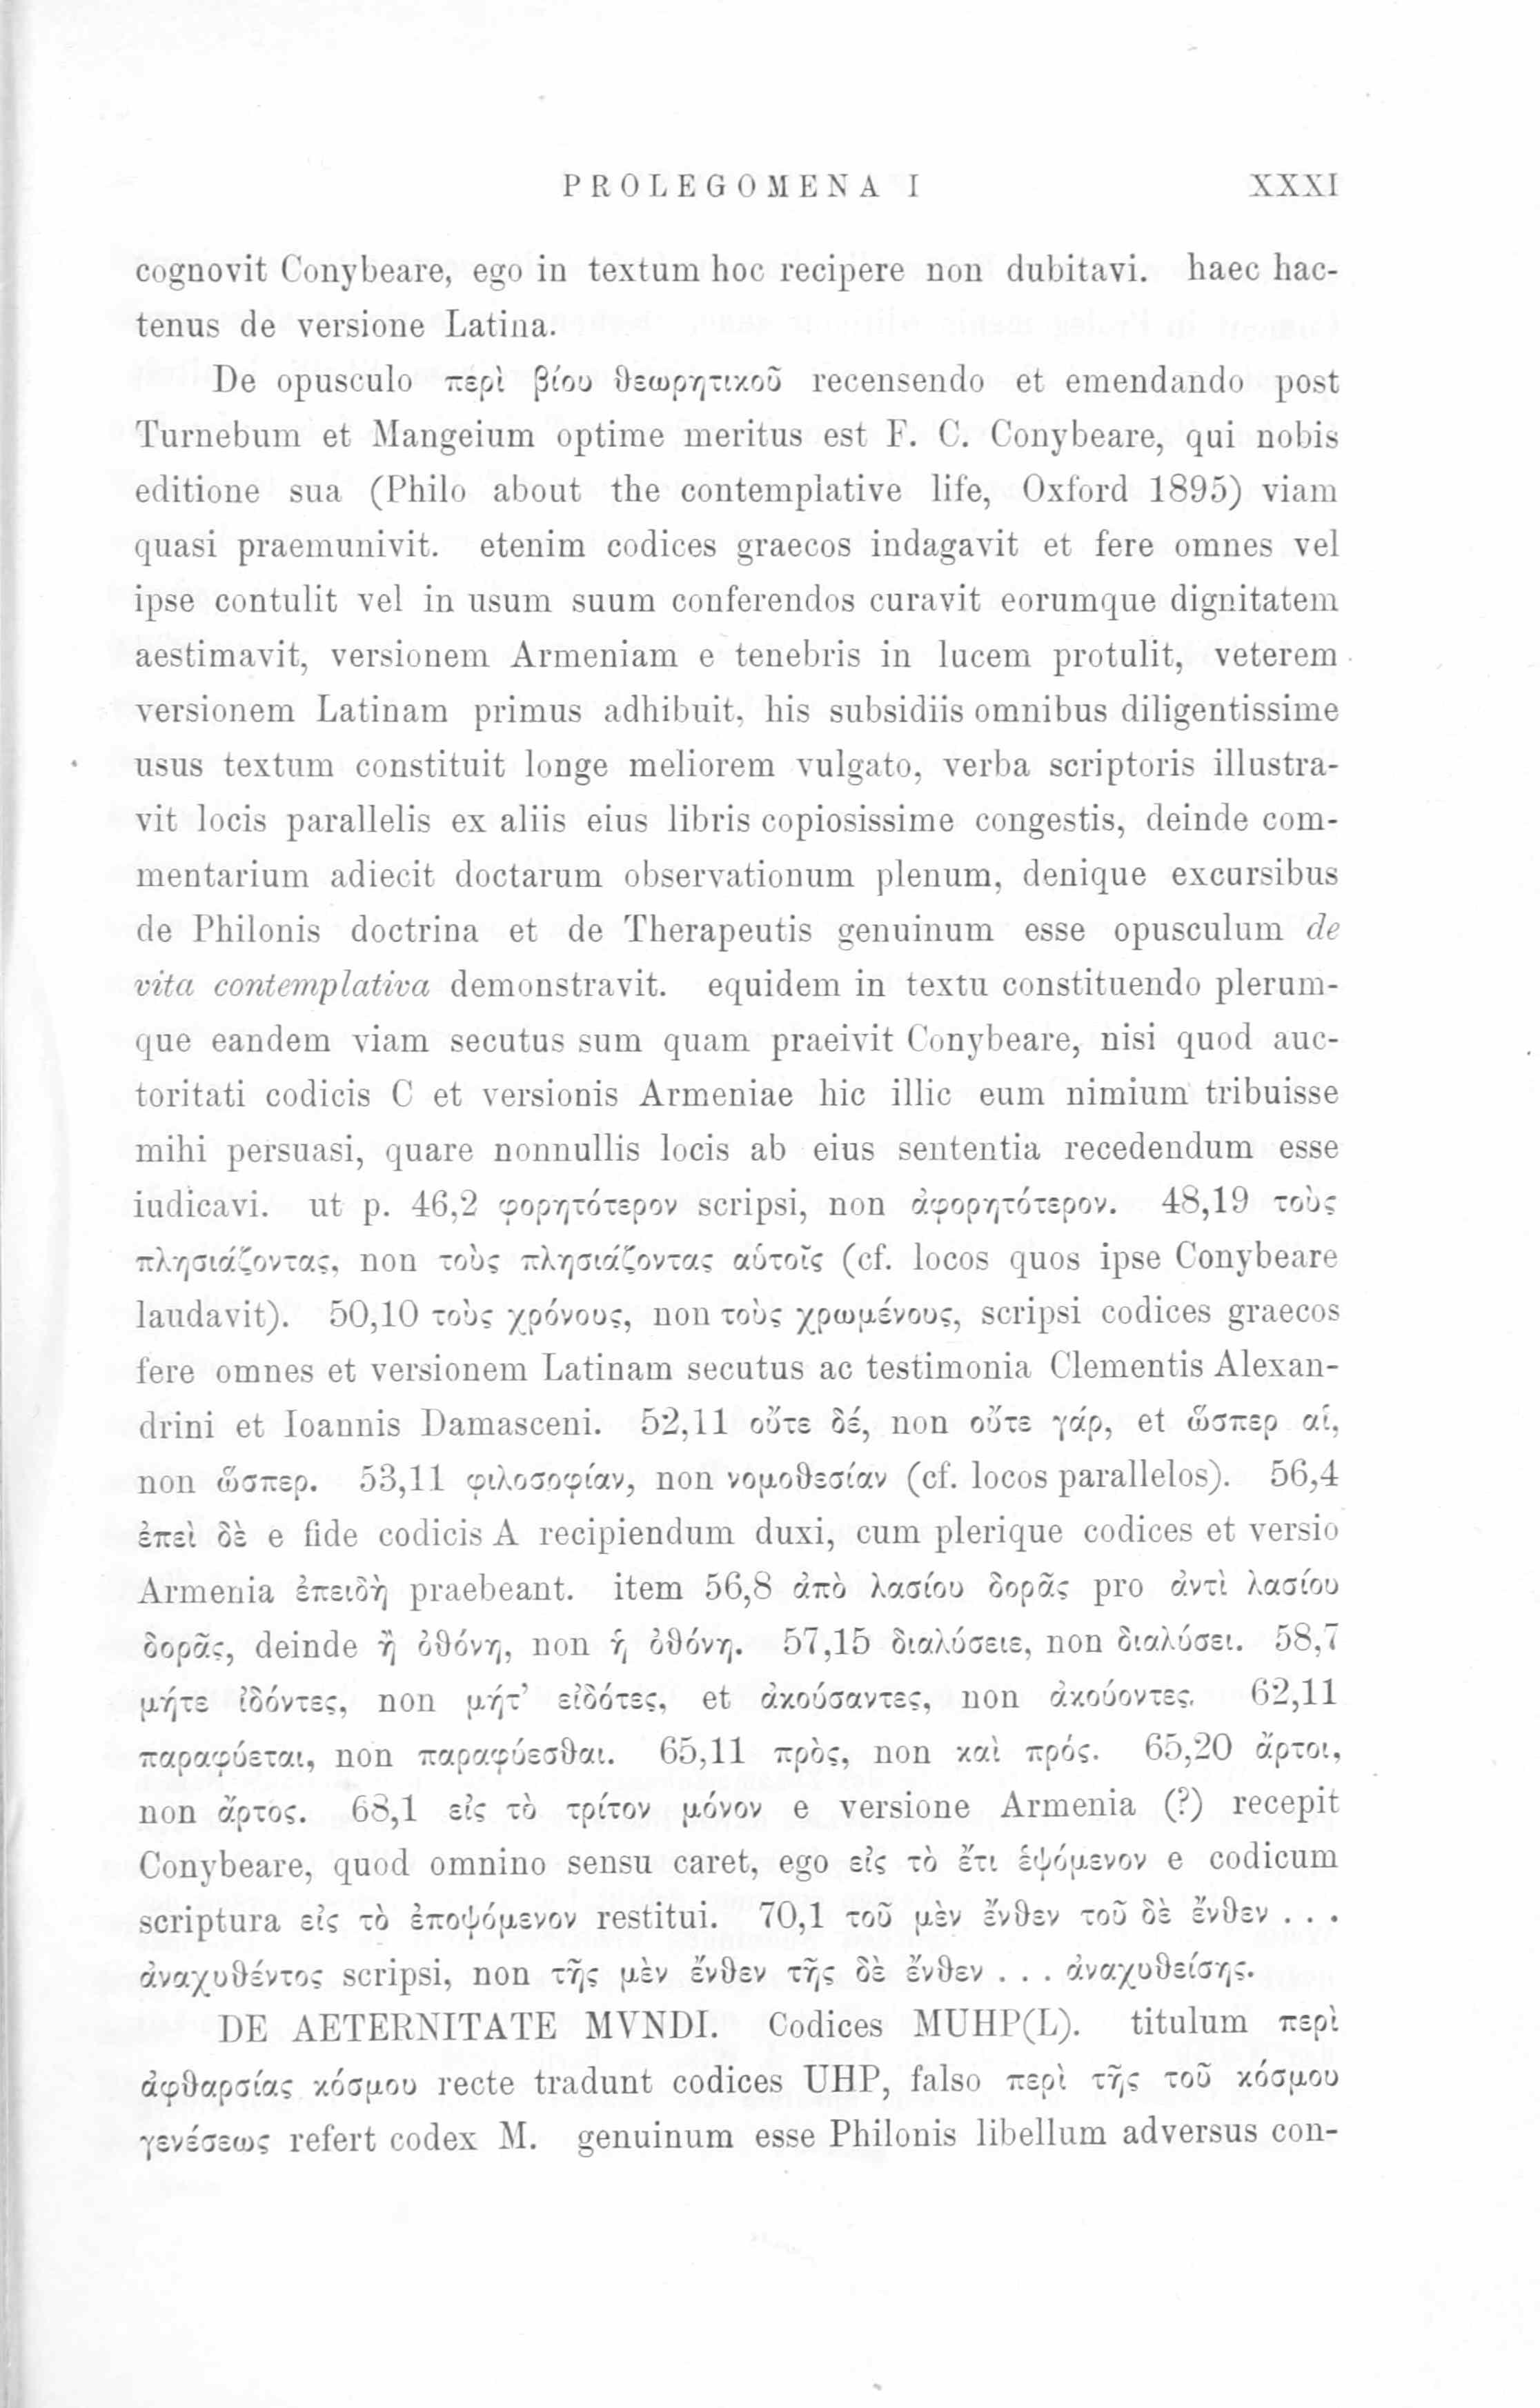 PROLEGOMENA I XXXI
cognovit Conybeare, ego in textum hoc recipere non dubitavi. haec hac-
tenus de versione Latina.
De opusculo περὶ βίου θεωρητικοῦ recensendo et emendando post
Turnebum et Mangeium optime meritus est F. C. Conybeare, qui nobis
editione sua (Philo about the contemplative life, Oxford 1895) viam
quasi praemunivit. etenim codices graecos indagavit et fere omnes vel
ipse contulit vel in usum suum conferendos curavit eorumque dignitatem
aestimavit, versionem Armeniam e tenebris in lucem protulit, veterem
versionem Latinam primus adhibuit, his subsidiis omnibus diligentissime
usus textum constituit longe meliorem vulgato, verba scriptoris illustra-
vit locis parallelis ex aliis eius libris copiosissime congestis, deinde com-
mentarium adiecit doctarum observationum plenum, denique excursibus
de Philonis doctrina et de Therapeutis genuinum esse opusculum de
vita contemplativa demonstravit. equidem in textu constituendo plerum-
que eandem viam secutus sum quam praeivit Conybeare, nisi quod auc-
toritati codicis C et versionis Armeniae hic illic eum nimium tribuisse
mihi persuasi, quare nonnullis locis ab eius sententia recedendum esse
iudicavi. ut p. 46,2 φορητότερον scripsi, non ἀφορητότερον. 48,19 τοὺς
πλησιάζοντας, non τοὺς πλησιάζοντας αὐτοῖς (cf. locos quos ipse Conybeare
laudavit). 50,10 τοὺς χρόνους, non τοὺς χρωμένους, scripsi codices graecos
fere omnes et versionem Latinam secutus ac testimonia Clementis Alexan-
drini et Ioannis Damasceni. 52,11 οὔτε δέ, non οὔτε γάρ, et ὥσπερ αἱ,
non ὥσπερ. 53,11 φιλοσοφίαν, non νομοθεσίαν (cf. locos parallelos). 56,4
ἐπεὶ δὲ e fide codicis A recipiendum duxi, cum plerique codices et versio
Armenia ἐπειδὴ praebeant. item 56,8 ἀπὸ λασίου δορᾶς pro ἀντὶ λασίου
δορᾶς, deinde ἢ ὀθόνη, non ἡ ὀθόνη. 57,15 διαλύσειε, non διαλύσει. 58,7
μήτε ἰδόντες, non μήτ’ εἰδότες, et ἀκούσαντες, non ἀκούοντες. 62,11
παραφύεται, non παραφύεσθαι. 65,11 πρὸς, non καὶ πρός. 65,20 ἄρτοι,
non ἄρτος. 68,1 εἰς τὸ τρίτον μόνον e versione Armenia (?) recepit
Conybeare, quod omnino sensu caret, ego εἰς τὸ ἔτι ἑψόμενον e codicum
scriptura εἰς τὸ ἐποψόμενον restitui. 70,1 τοῦ μὲν ἔνθεν τοῦ δὲ ἔνθεν . . .
ἀναχυθέντος scripsi, non τῆς μὲν ἔνθεν τῆς δὲ ἔνθεν . . . ἀναχυθείσης.
DE AETERNITATE MVNDI. Codices MUHP(L). titulum περὶ
ἀφθαρσίας κόσμου recte tradunt codices UHP, falso περὶ τῆς τοῦ κόσμου
γενέσεως refert codex M. genuinum esse Philonis libellum adversus con-